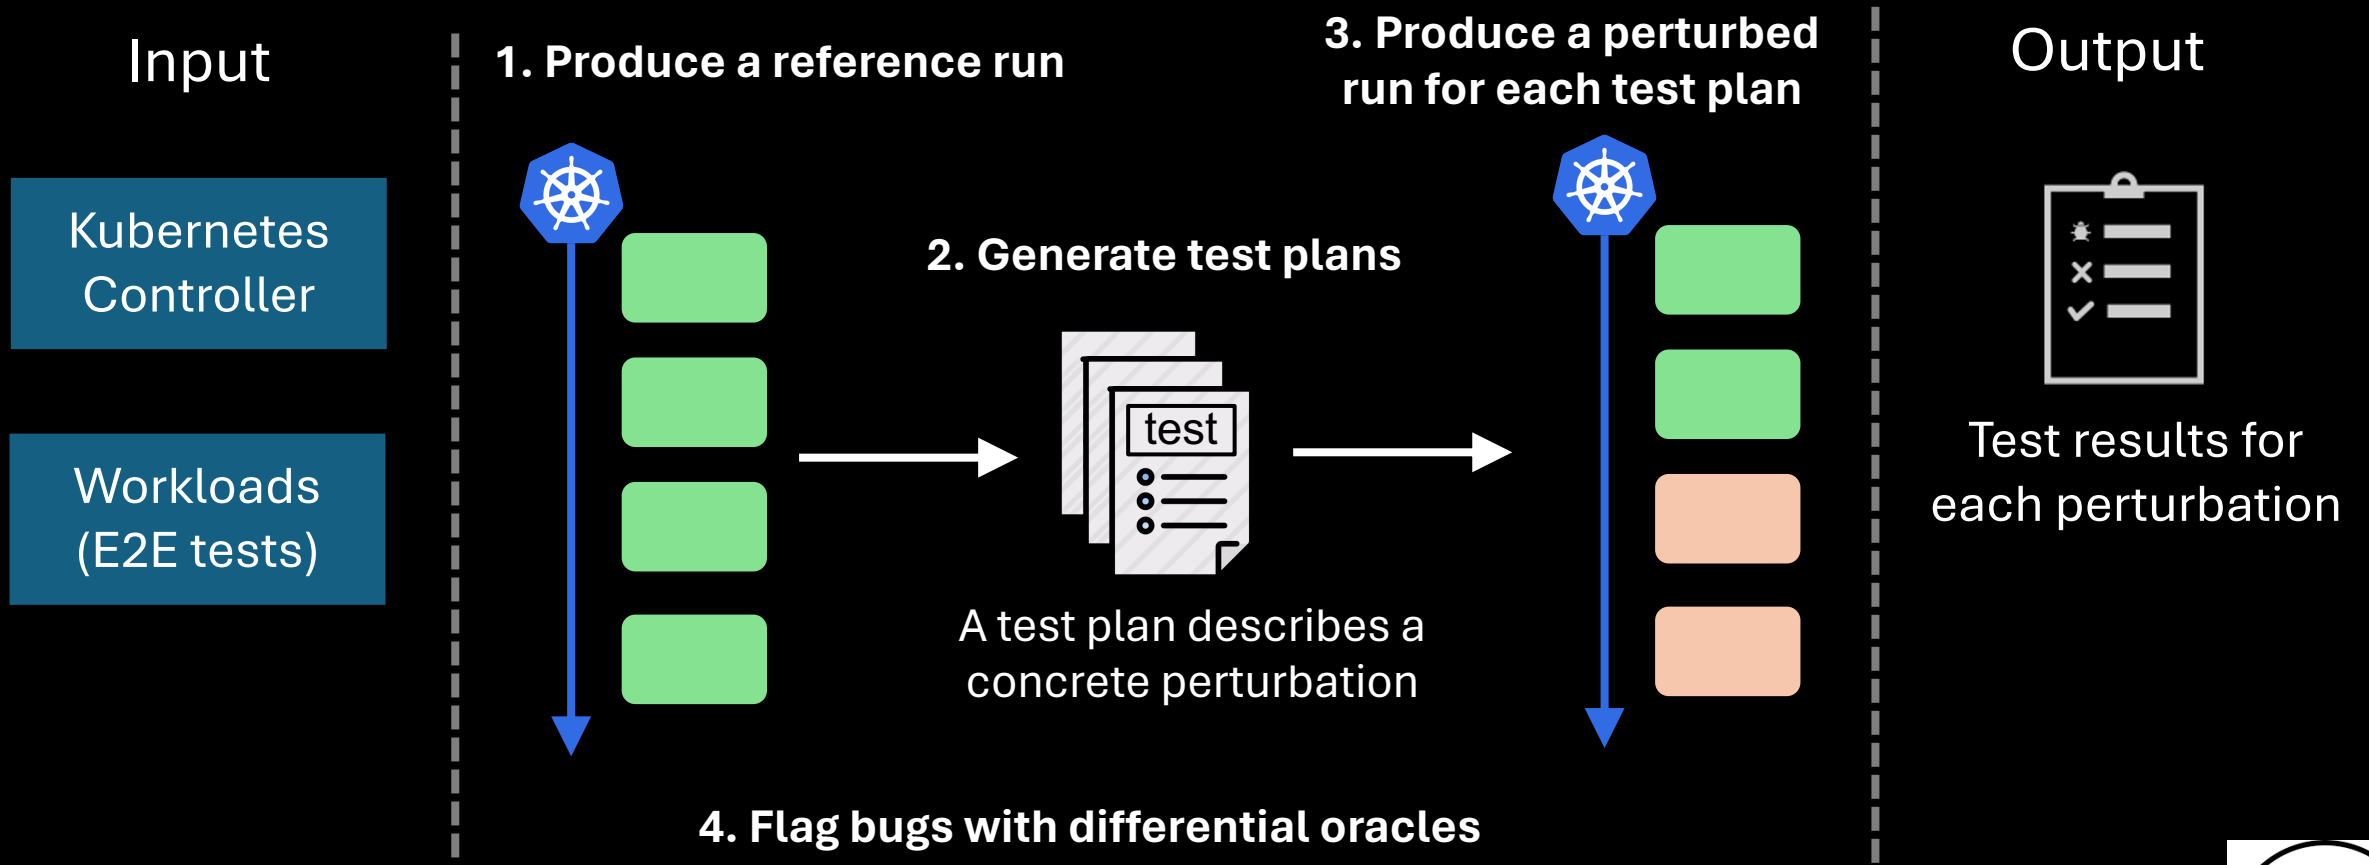 Input
Kubernetes
Controller
Workloads
(E2E tests)
1. Produce a reference run
2. Generate test plans
test
A test plan describes a
concrete perturbation
3. Produce a perturbed
run for each test plan
4. Flag bugs with differential oracles
Output
Test results for
each perturbation